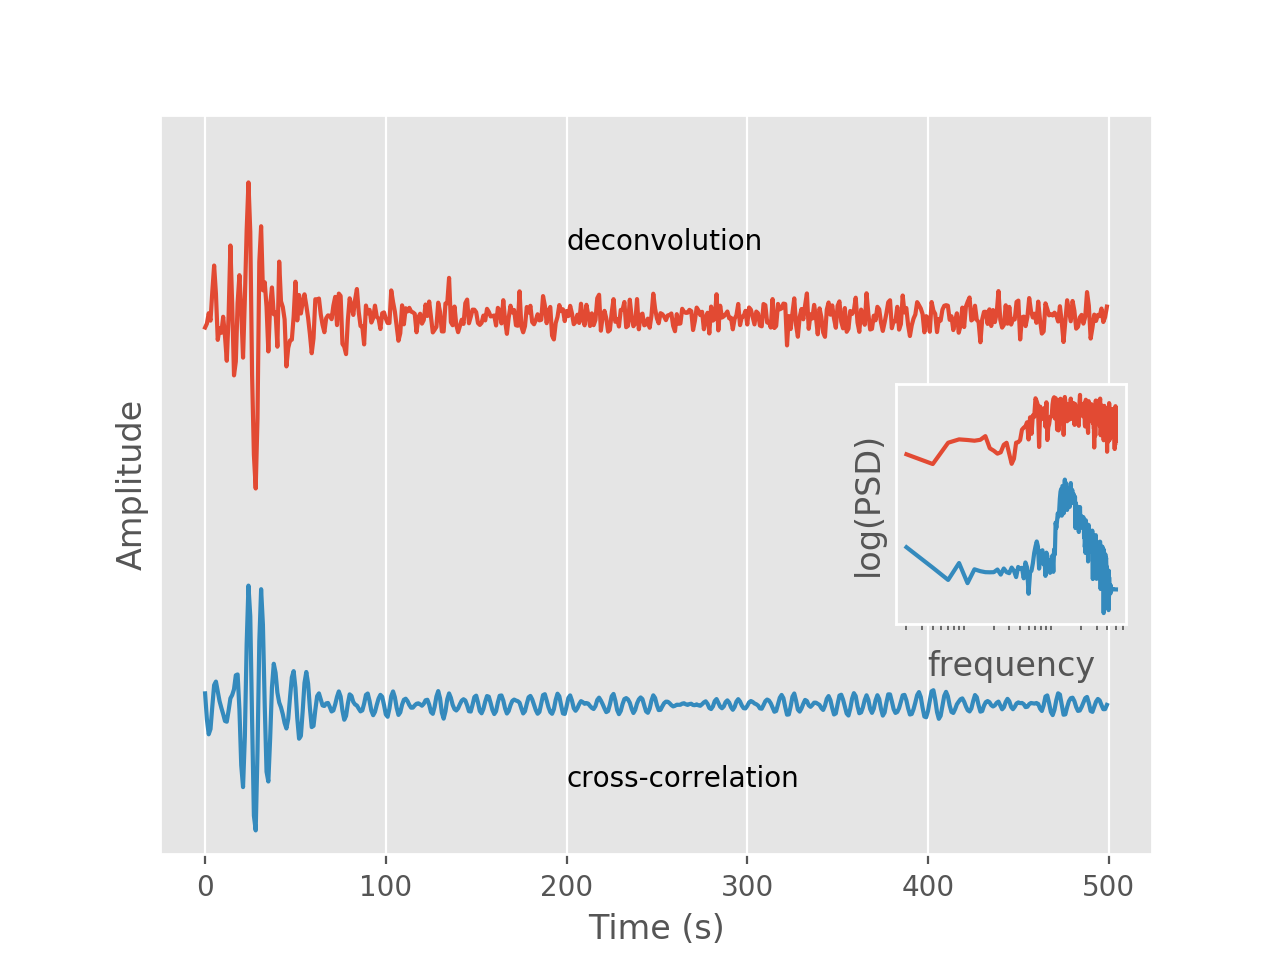 deconvolution
Amplitude
log(PSD)
frequency
cross-correlation
0 100 200 300 400 500
Time (s)